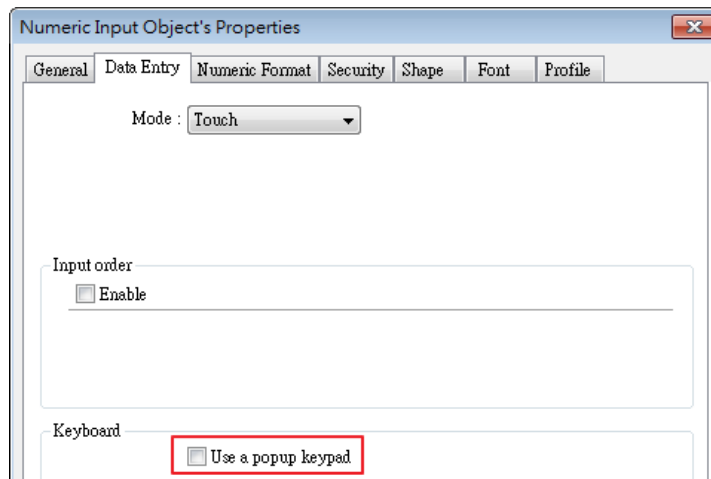 Numeric Input Object's Properties
General Data Entry Numeric Format Security Shape Font Profile
Mode : Touch
Input order
Enable
Keyboard
Use a popup keypad